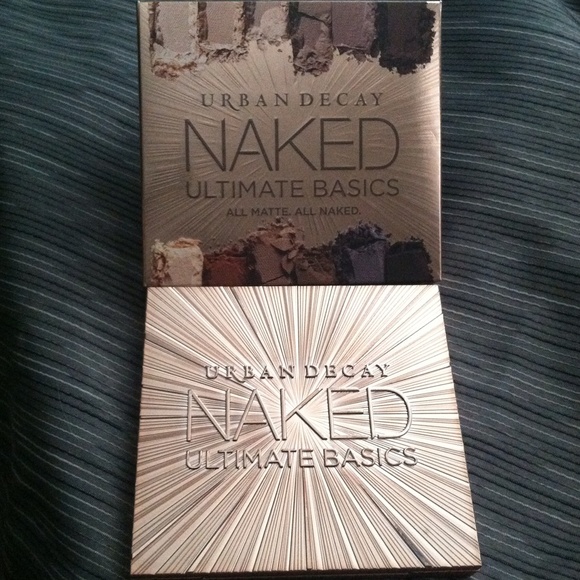 URBAN DECAY
NAKED
ULTIMATE BASICS
ALL MATTE. ALL NAKED.
URBAN DECAY
NAKED
ULTIMATE BASICS